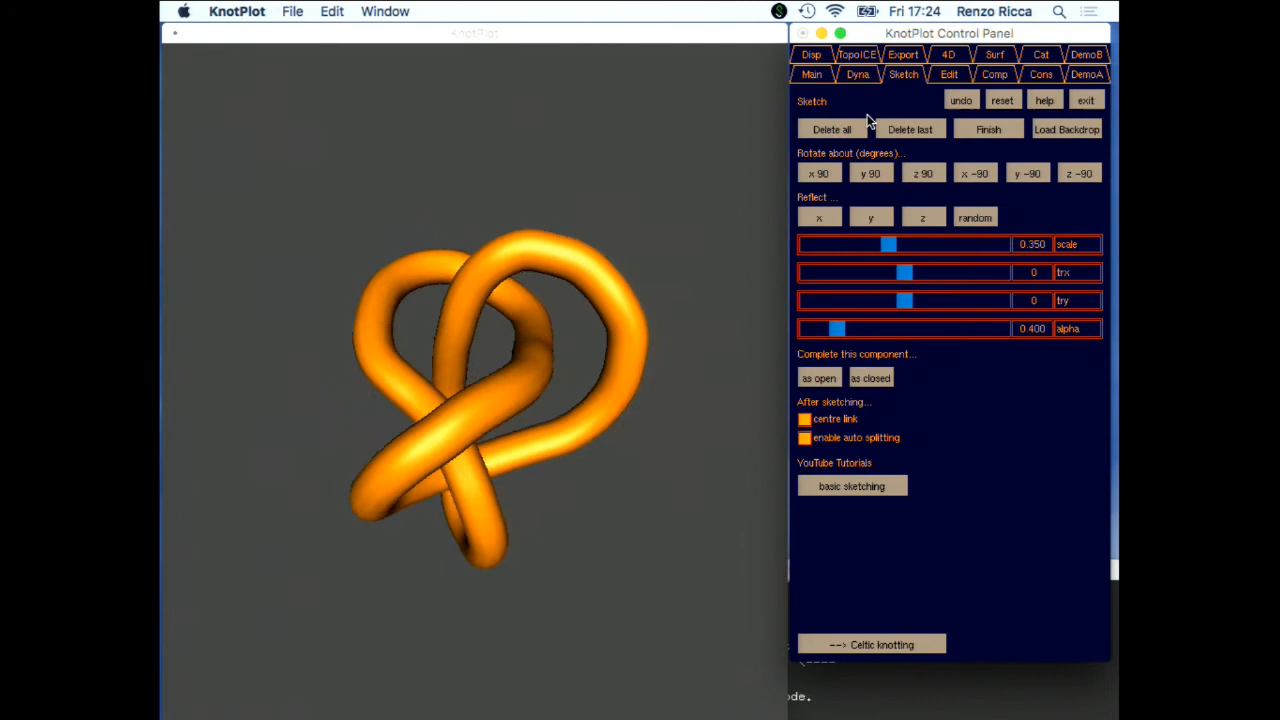 KnotPlot File Edit Window Fri 17:24 Renzo Ricca
KnotPlot
KnotPlot Control Panel
Disp TopoICE Export 4D Surf Cat DemoB
Main Dyna Sketch Edit Comp Cons DemoA
Sketch undo reset help exit
Delete all Delete last Finish Load Backdrop
Rotate about (degrees)...
x 90 y 90 z 90 x -90 y -90 z -90
Reflect ...
x y z random
0.350 scale
0 trx
0 try
0.400 alpha
Complete this component...
as open as closed
After sketching...
centre link
enable auto splitting
YouTube Tutorials
basic sketching
--> Celtic knotting
ode.